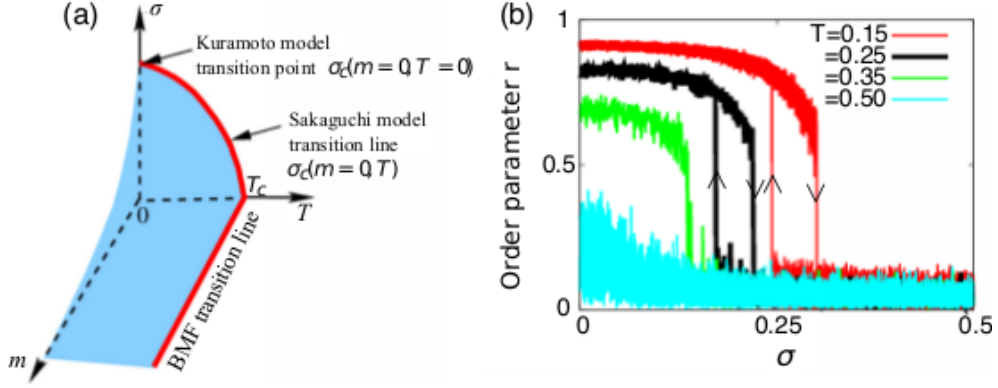 (a)
σ
Kuramoto model
transition point σc(m=0,T=0)
Sakaguchi model
transition line
σc(m=0,T)
Tc
T
0
BMF transition line
m
(b)
Order parameter r
1
0.5
0
T=0.15
=0.25
=0.35
=0.50
0
0.25
0.5
σ